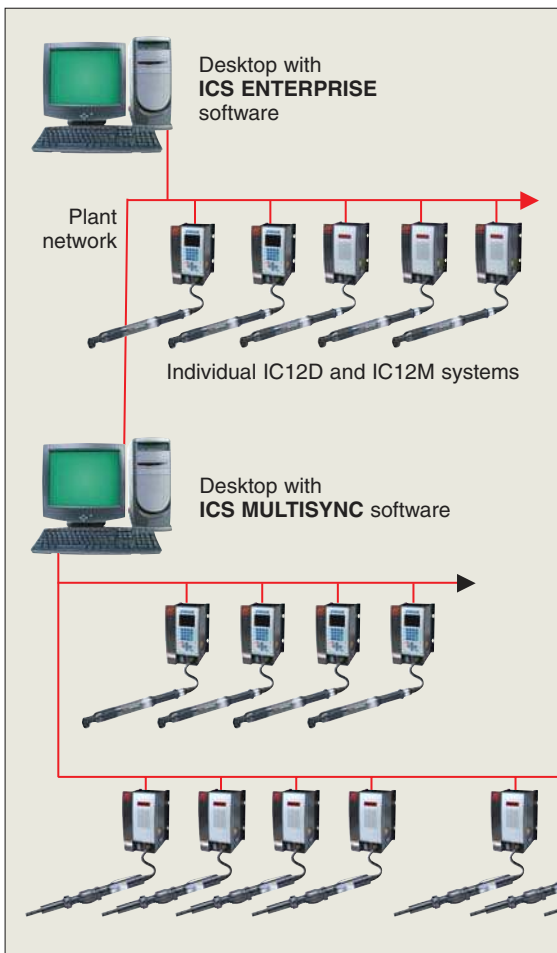 Desktop with
ICS ENTERPRISE
software
Plant
network
Individual IC12D and IC12M systems
Desktop with
ICS MULTISYNC software